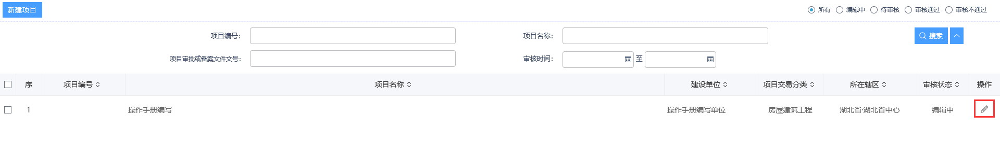 新建项目 所有 编辑中 待审核 审核通过 审核不通过
项目编号： 项目名称： 搜索
项目审批或备案文件文号： 审核时间： 至
序 项目编号 项目名称 建设单位 项目交易分类 所在辖区 审核状态 操作
1 操作手册编写 操作手册编写单位 房屋建筑工程 湖北省·湖北省中心 编辑中